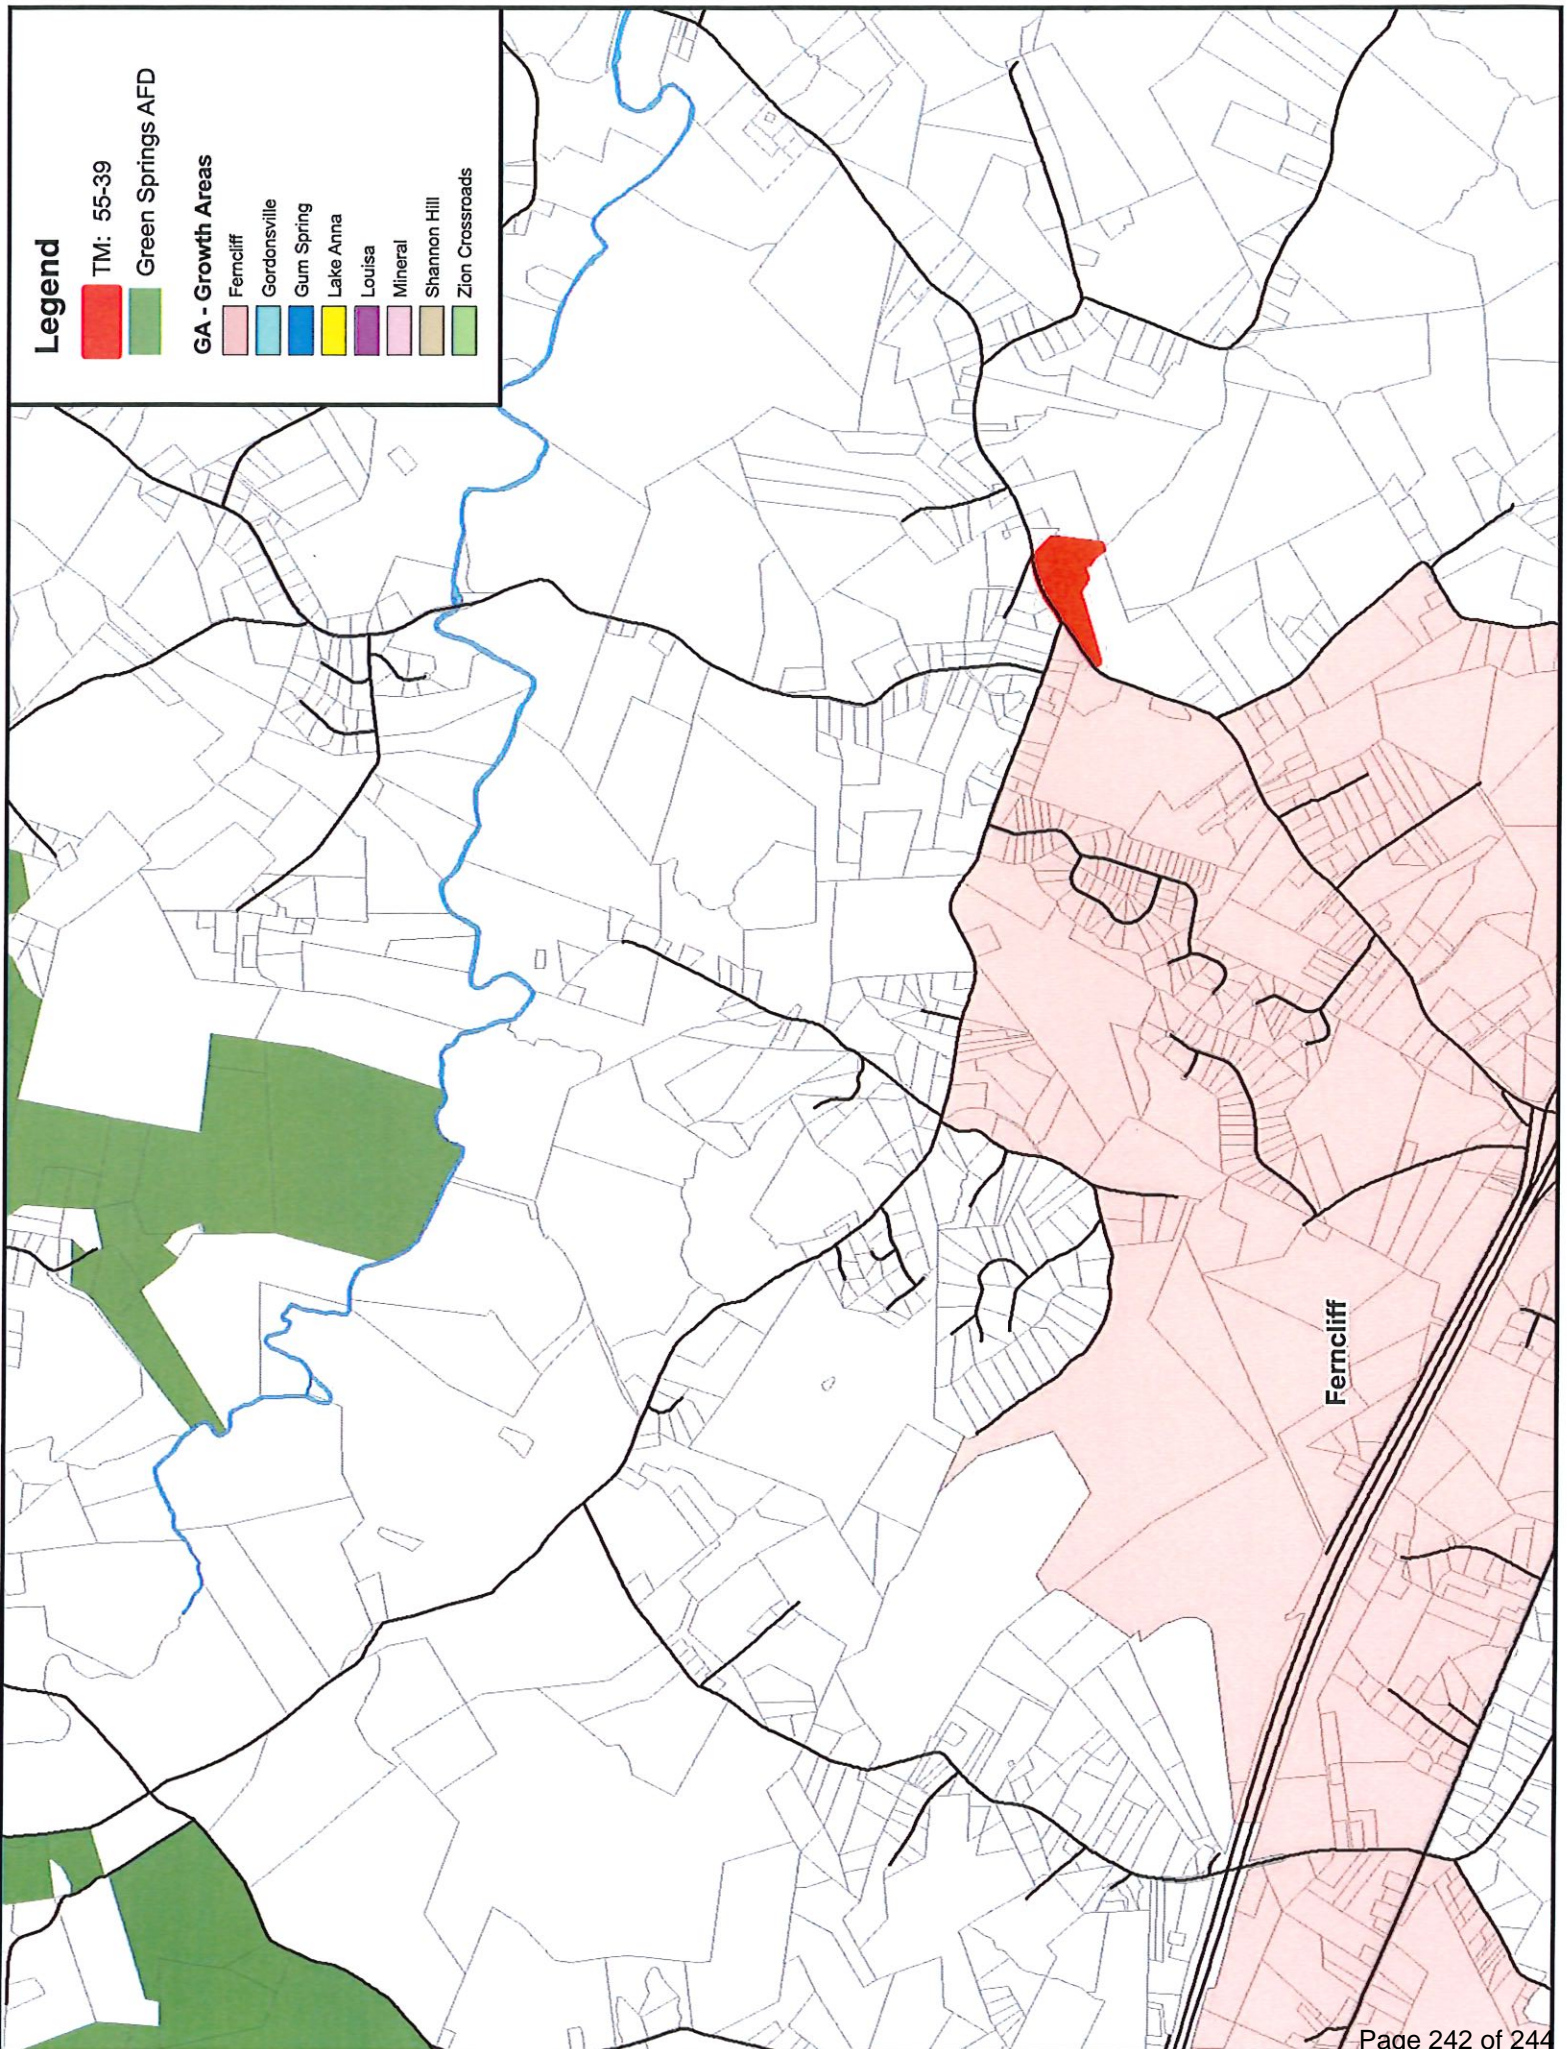 Legend
TM: 55-39
Green Springs AFD
GA - Growth Areas
Ferncliff
Gordonsville
Gum Spring
Lake Anna
Louisa
Mineral
Shannon Hill
Zion Crossroads
Ferncliff
Page 242 of 244